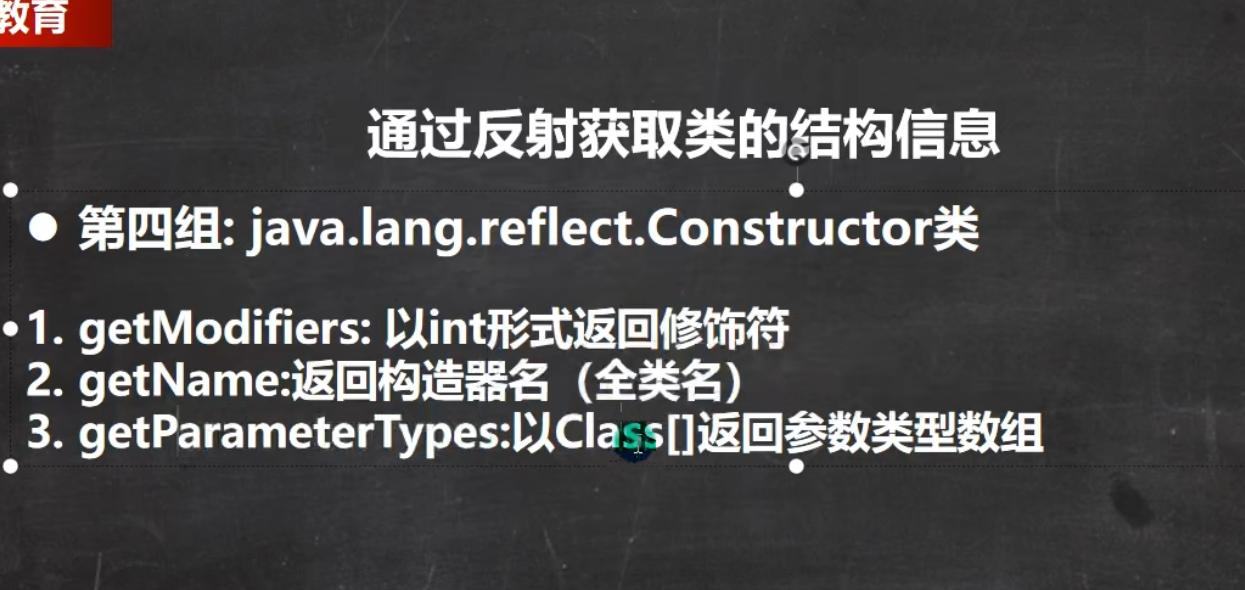 教育
通过反射获取类的结构信息
● 第四组: java.lang.reflect.Constructor类
1. getModifiers: 以int形式返回修饰符
2. getName:返回构造器名（全类名）
3. getParameterTypes:以Class[]返回参数类型数组